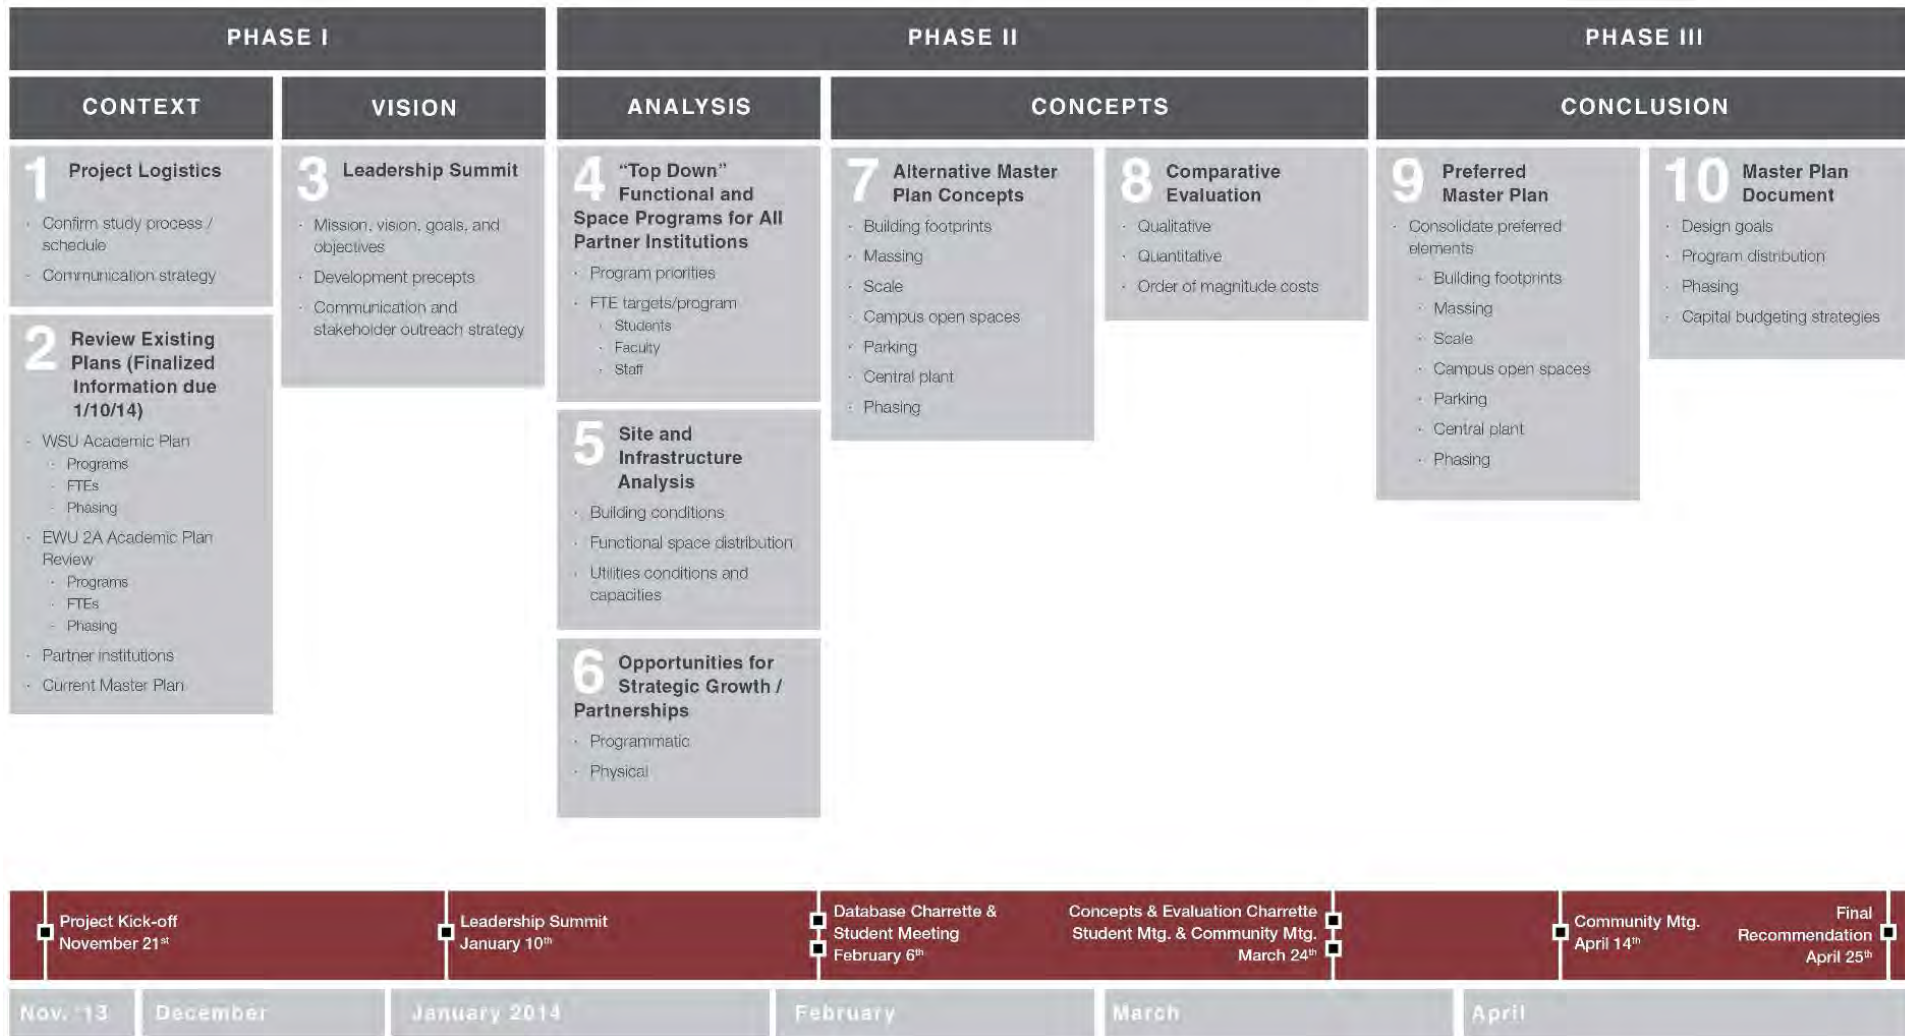 PHASE I
PHASE II
PHASE III
CONTEXT
VISION
ANALYSIS
CONCEPTS
CONCLUSION
1 Project Logistics
· Confirm study process /
schedule
· Communication strategy
2 Review Existing
Plans (Finalized
Information due
1/10/14)
· WSU Academic Plan
· Programs
· FTEs
· Phasing
· EWU 2A Academic Plan
Review
· Programs
· FTEs
· Phasing
· Partner institutions
· Current Master Plan
3 Leadership Summit
· Mission, vision, goals, and
objectives
· Development precepts
· Communication and
stakeholder outreach strategy
4 “Top Down”
Functional and
Space Programs for All
Partner Institutions
· Program priorities
· FTE targets/program
· Students
· Faculty
· Staff
5 Site and
Infrastructure
Analysis
· Building conditions
· Functional space distribution
· Utilities conditions and
capacities
6 Opportunities for
Strategic Growth /
Partnerships
· Programmatic
· Physical
7 Alternative Master
Plan Concepts
· Building footprints
· Massing
· Scale
· Campus open spaces
· Parking
· Central plant
· Phasing
8 Comparative
Evaluation
· Qualitative
· Quantitative
· Order of magnitude costs
9 Preferred
Master Plan
· Consolidate preferred
elements
· Building footprints
· Massing
· Scale
· Campus open spaces
· Parking
· Central plant
· Phasing
10 Master Plan
Document
· Design goals
· Program distribution
· Phasing
· Capital budgeting strategies
Project Kick-off
November 21st
Leadership Summit
January 10th
Database Charrette &
Student Meeting
February 6th
Concepts & Evaluation Charrette
Student Mtg. & Community Mtg.
March 24th
Community Mtg.
April 14th
Final
Recommendation
April 25th
Nov. '13
December
January 2014
February
March
April